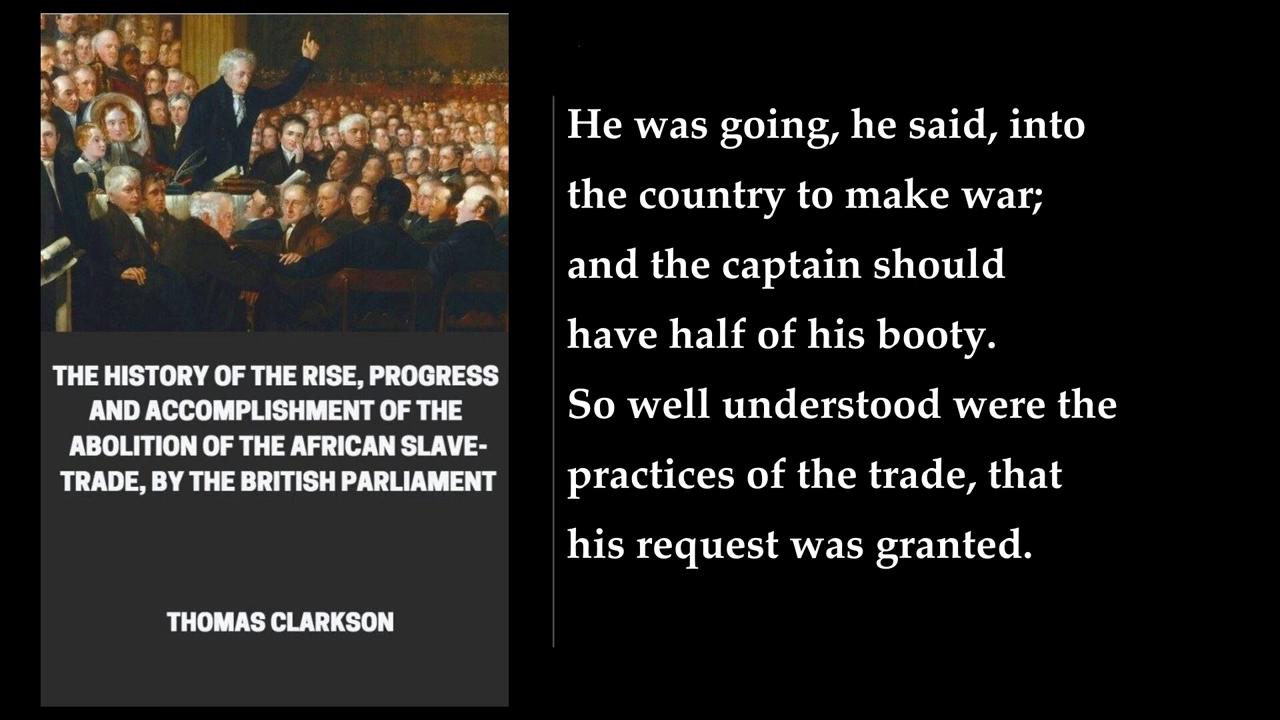 THE HISTORY OF THE RISE, PROGRESS
AND ACCOMPLISHMENT OF THE
ABOLITION OF THE AFRICAN SLAVE-
TRADE, BY THE BRITISH PARLIAMENT
THOMAS CLARKSON
He was going, he said, into
the country to make war;
and the captain should
have half of his booty.
So well understood were the
practices of the trade, that
his request was granted.